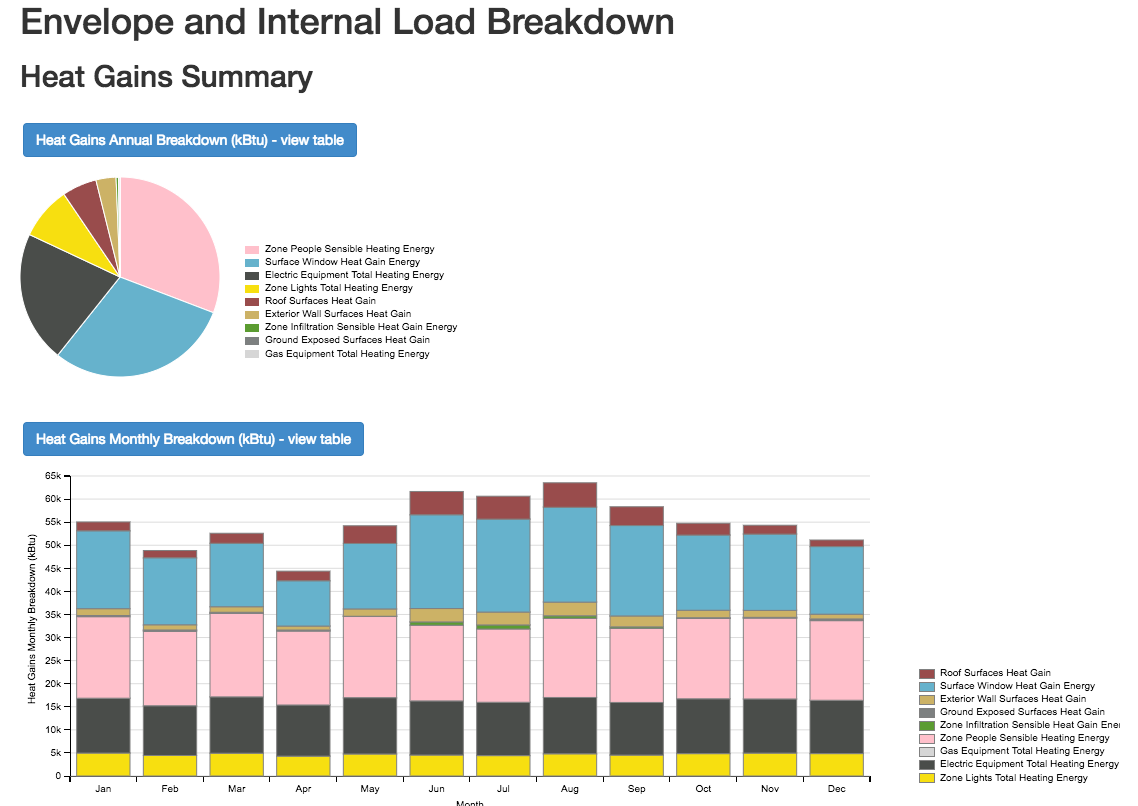 Envelope and Internal Load Breakdown
Heat Gains Summary
Heat Gains Annual Breakdown (kBtu) - view table
Zone People Sensible Heating Energy
Surface Window Heat Gain Energy
Electric Equipment Total Heating Energy
Zone Lights Total Heating Energy
Roof Surfaces Heat Gain
Exterior Wall Surfaces Heat Gain
Zone Infiltration Sensible Heat Gain Energy
Ground Exposed Surfaces Heat Gain
Gas Equipment Total Heating Energy
Heat Gains Monthly Breakdown (kBtu) - view table
Heat Gains Monthly Breakdown (kBtu)
65k
60k
55k
50k
45k
40k
35k
30k
25k
20k
15k
10k
5k
0
Jan Feb Mar Apr May Jun Jul Aug Sep Oct Nov Dec
Month
Roof Surfaces Heat Gain
Surface Window Heat Gain Energy
Exterior Wall Surfaces Heat Gain
Ground Exposed Surfaces Heat Gain
Zone Infiltration Sensible Heat Gain Ener
Zone People Sensible Heating Energy
Gas Equipment Total Heating Energy
Electric Equipment Total Heating Energy
Zone Lights Total Heating Energy